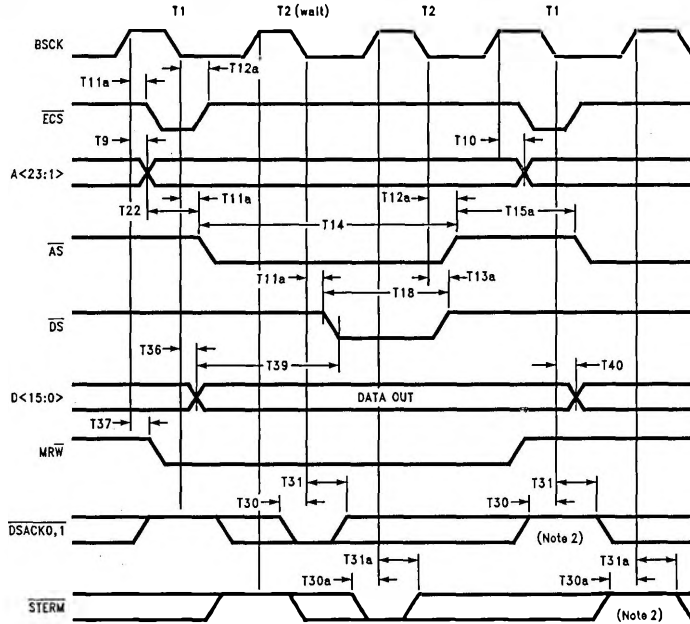 T1 T2 (wait) T2 T1
BSCK
T11a T12a
ECS
T9 T10
A<23:1>
T22 T11a T12a T15a
T14
AS
T11a T18 T13a
DS
T36 T39 T40
D<15:0> DATA OUT
T37
MRW
T31 T31
T30 T30
DSACK0,1 (Note 2)
T31a T31a
T30a T30a
STERM (Note 2)